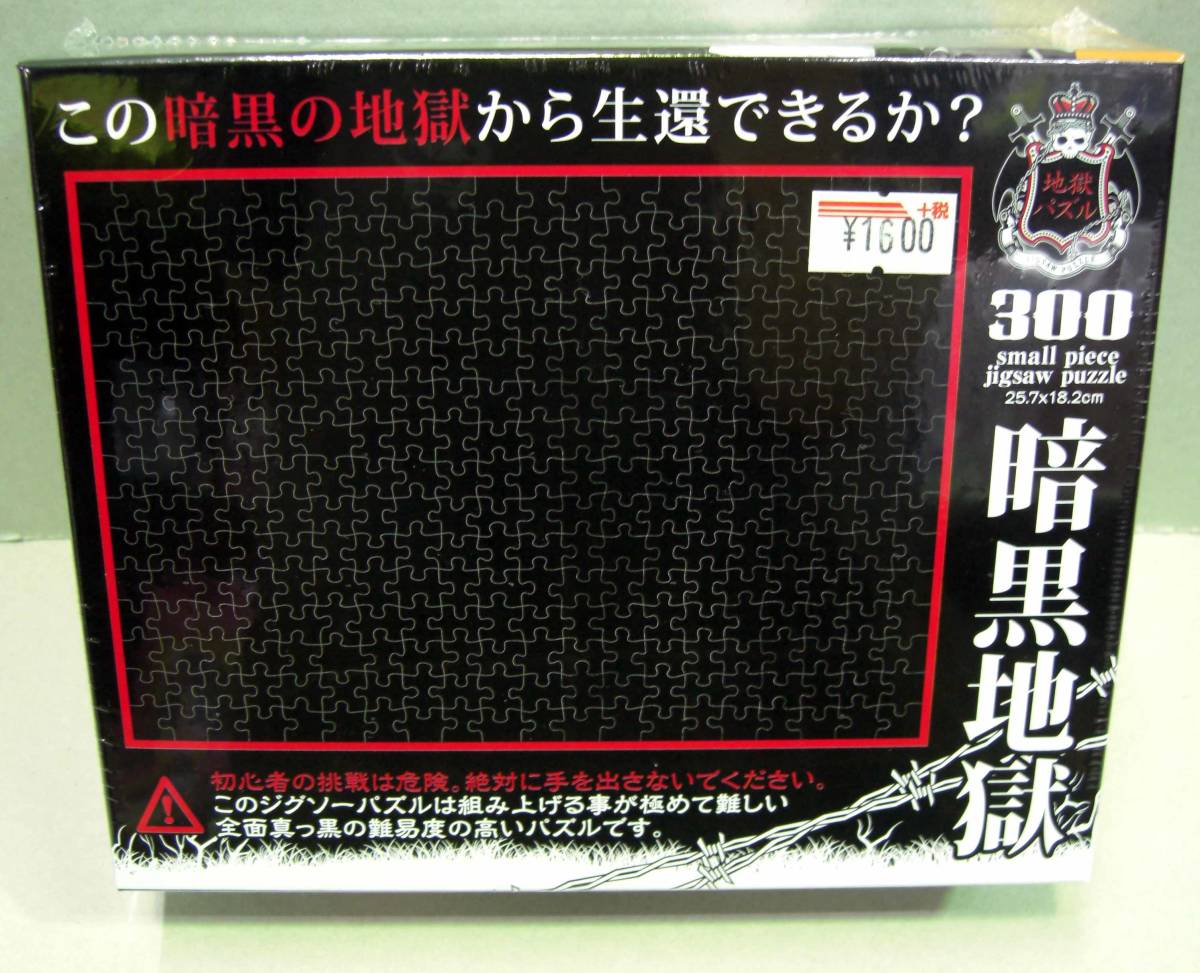 この暗黒の地獄から生還できるか？
地獄
パズル
+税
¥1600
300
small piece
jigsaw puzzle
25.7x18.2cm
暗黒地獄
初心者の挑戦は危険。絶対に手を出さないでください。
このジグソーパズルは組み上げる事が極めて難しい
全面真っ黒の難易度の高いパズルです。